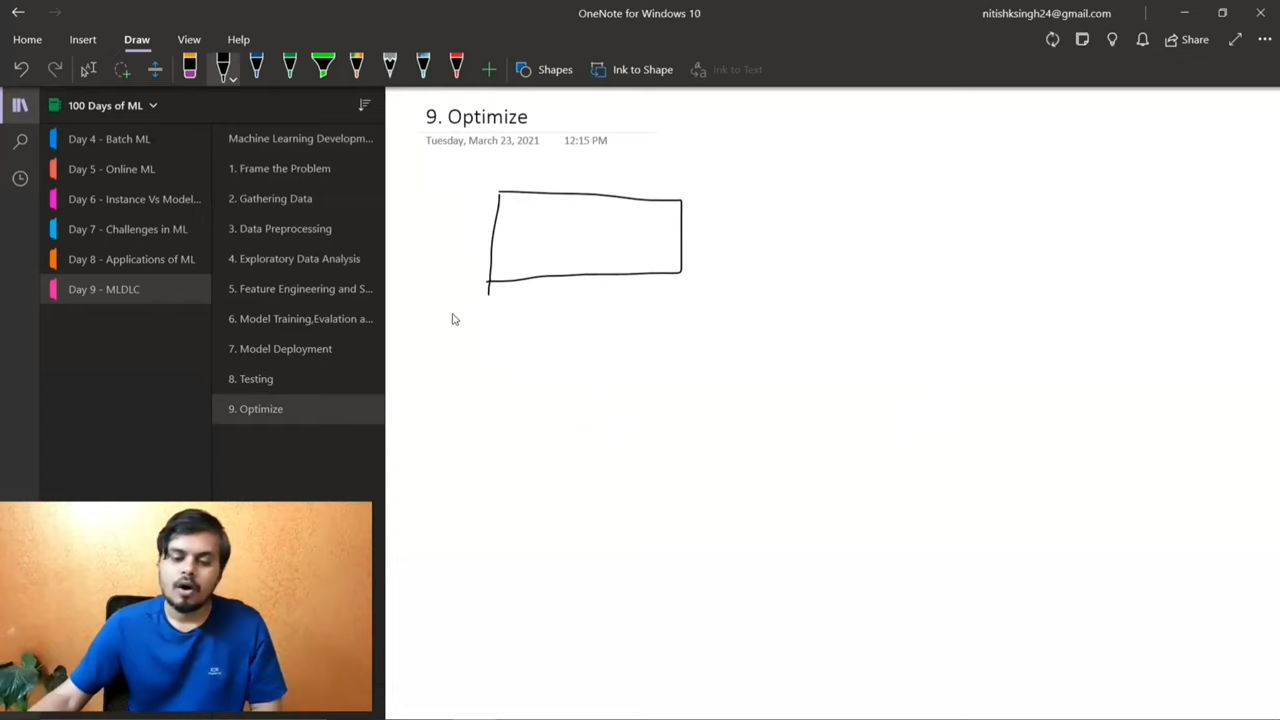 OneNote for Windows 10
nitishksingh24@gmail.com
Home
Insert
Draw
View
Help
Shapes
Ink to Shape
Ink to Text
Share
100 Days of ML
Day 4 - Batch ML
Day 5 - Online ML
Day 6 - Instance Vs Model...
Day 7 - Challenges in ML
Day 8 - Applications of ML
Day 9 - MLDLC
Machine Learning Developm...
1. Frame the Problem
2. Gathering Data
3. Data Preprocessing
4. Exploratory Data Analysis
5. Feature Engineering and S...
6. Model Training,Evalation a...
7. Model Deployment
8. Testing
9. Optimize
9. Optimize
Tuesday, March 23, 2021 12:15 PM